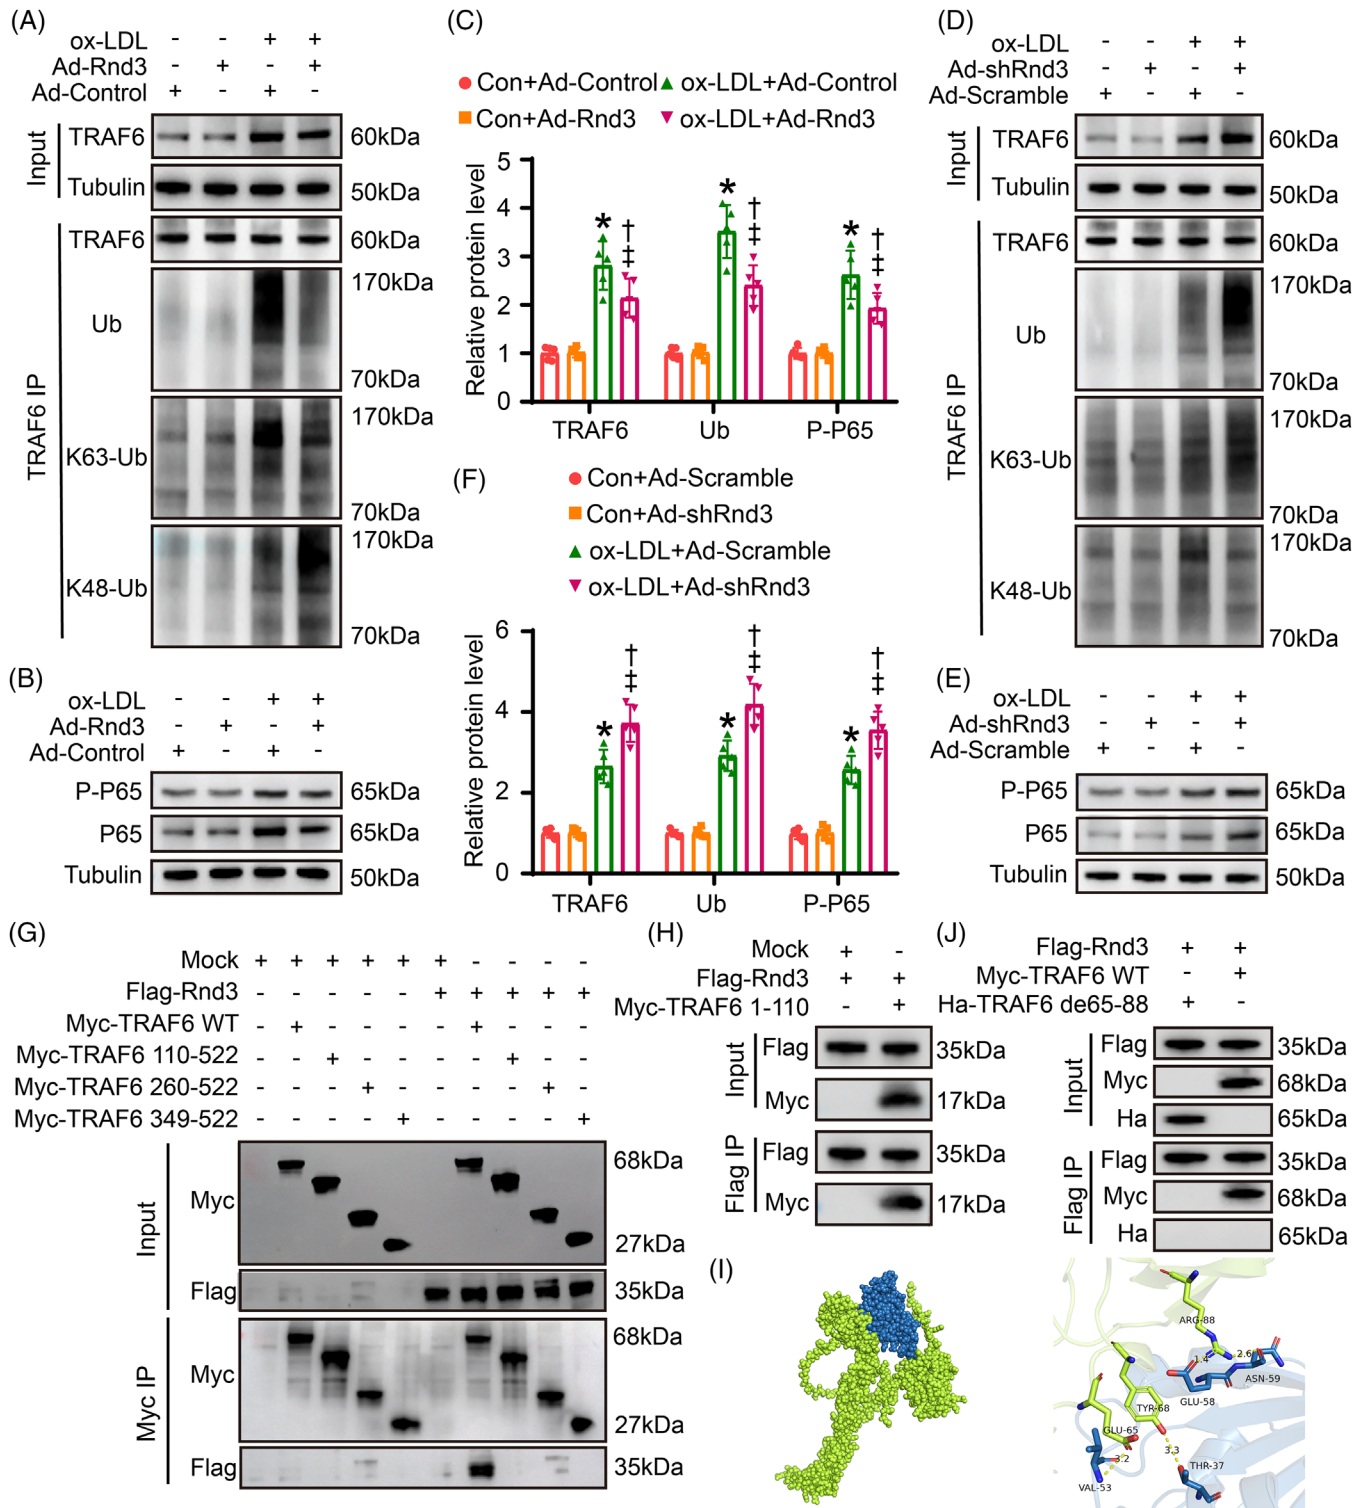 (A)
ox-LDL - - + +
Ad-Rnd3 - + - +
Ad-Control + - + -
Input
TRAF6 60kDa
Tubulin 50kDa
TRAF6 IP
TRAF6 60kDa
Ub 170kDa
70kDa
K63-Ub 170kDa
70kDa
K48-Ub 170kDa
70kDa
(B)
ox-LDL - - + +
Ad-Rnd3 - + - +
Ad-Control + - + -
P-P65 65kDa
P65 65kDa
Tubulin 50kDa
(C)
Con+Ad-Control ox-LDL+Ad-Control
Con+Ad-Rnd3 ox-LDL+Ad-Rnd3
Relative protein level
5
4
3
2
1
0
* † ‡ * † ‡ * † ‡
TRAF6 Ub P-P65
(F)
Con+Ad-Scramble
Con+Ad-shRnd3
ox-LDL+Ad-Scramble
ox-LDL+Ad-shRnd3
Relative protein level
6
4
2
0
* † ‡ * † ‡ * † ‡
TRAF6 Ub P-P65
(D)
ox-LDL - - + +
Ad-shRnd3 - + - +
Ad-Scramble + - + -
Input
TRAF6 60kDa
Tubulin 50kDa
TRAF6 IP
TRAF6 60kDa
Ub 170kDa
70kDa
K63-Ub 170kDa
70kDa
K48-Ub 170kDa
70kDa
(E)
ox-LDL - - + +
Ad-shRnd3 - + - +
Ad-Scramble + - + -
P-P65 65kDa
P65 65kDa
Tubulin 50kDa
(G)
Mock + + + + + + - - - -
Flag-Rnd3 - - - - - + + + + +
Myc-TRAF6 WT - + - - - - + - - -
Myc-TRAF6 110-522 - - + - - - - + - -
Myc-TRAF6 260-522 - - - + - - - - + -
Myc-TRAF6 349-522 - - - - + - - - - +
Input
Myc 68kDa
27kDa
Flag 35kDa
Myc IP
Myc 68kDa
27kDa
Flag 35kDa
(H)
Mock + -
Flag-Rnd3 + +
Myc-TRAF6 1-110 - +
Input
Flag 35kDa
Myc 17kDa
Flag IP
Flag 35kDa
Myc 17kDa
(J)
Flag-Rnd3 + +
Myc-TRAF6 WT - +
Ha-TRAF6 de65-88 + -
Input
Flag 35kDa
Myc 68kDa
Ha 65kDa
Flag IP
Flag 35kDa
Myc 68kDa
Ha 65kDa
(I)
ARG-88
1.4 2.6
ASN-59
GLU-58
TYR-68
GLU-65
3.3
3.2
THR-37
VAL-53